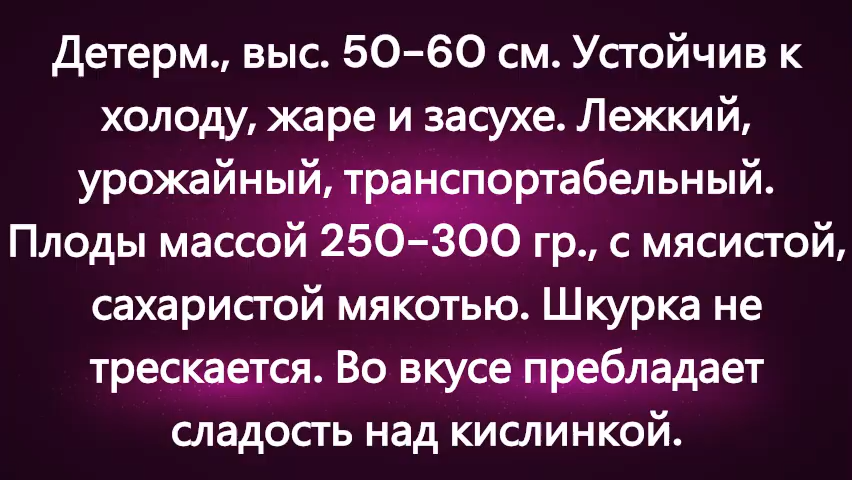 Детерм., выс. 50-60 см. Устойчив к
холоду, жаре и засухе. Лежкий,
урожайный, транспортабельный.
Плоды массой 250-300 гр., с мясистой,
сахаристой мякотью. Шкурка не
трескается. Во вкусе пребладает
сладость над кислинкой.